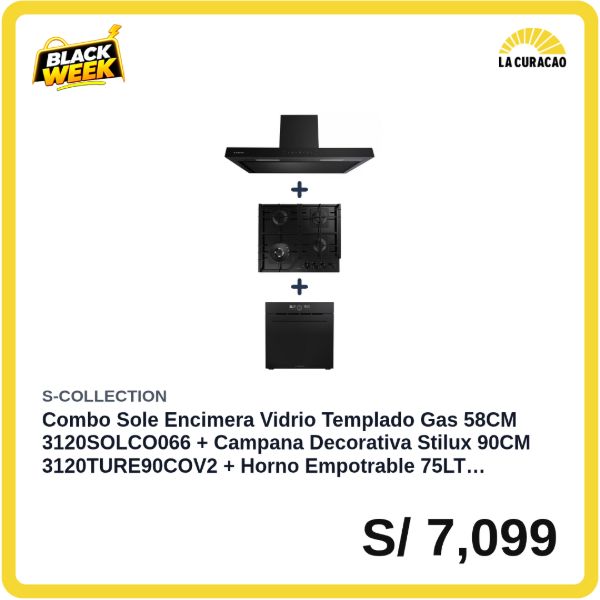 BLACK
WEEK
LA CURACAO
+
+
S-COLLECTION
Combo Sole Encimera Vidrio Templado Gas 58CM
3120SOLCO066 + Campana Decorativa Stilux 90CM
3120TURE90COV2 + Horno Empotrable 75LT…
S/ 7,099